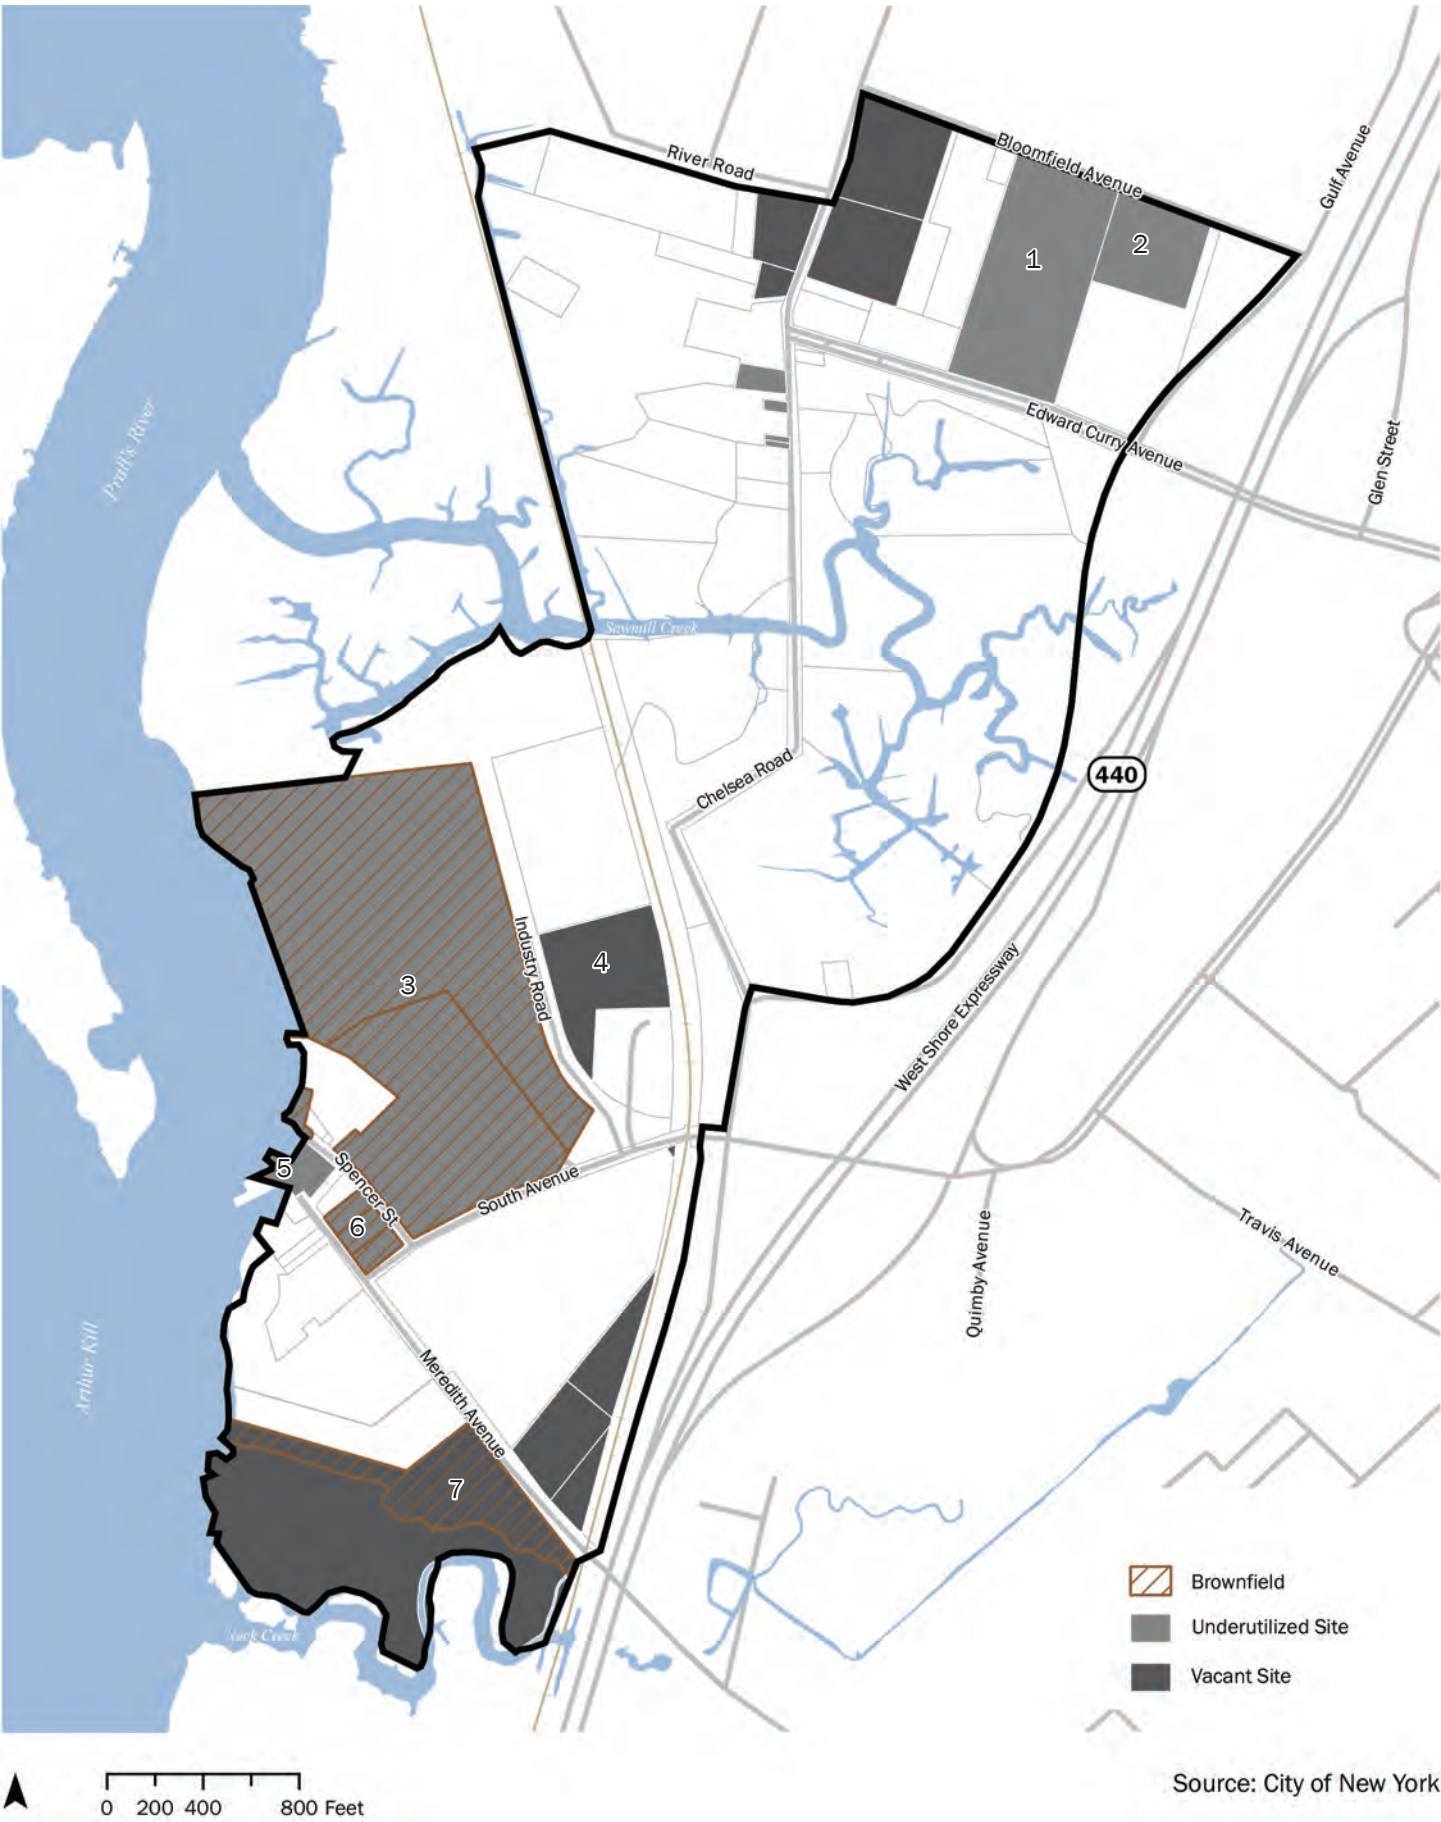 River Road
Bloomfield Avenue
Gulf Avenue
1
2
Prall's River
Edward Curry Avenue
Glen Street
Sawmill Creek
Chelsea Road
440
Industry Road
3
4
West Shore Expressway
5
Spencer St
6
South Avenue
Quimby Avenue
Travis Avenue
Arthur Kill
Meredith Avenue
7
Creek
Brownfield
Underutilized Site
Vacant Site
0 200 400 800 Feet
Source: City of New York